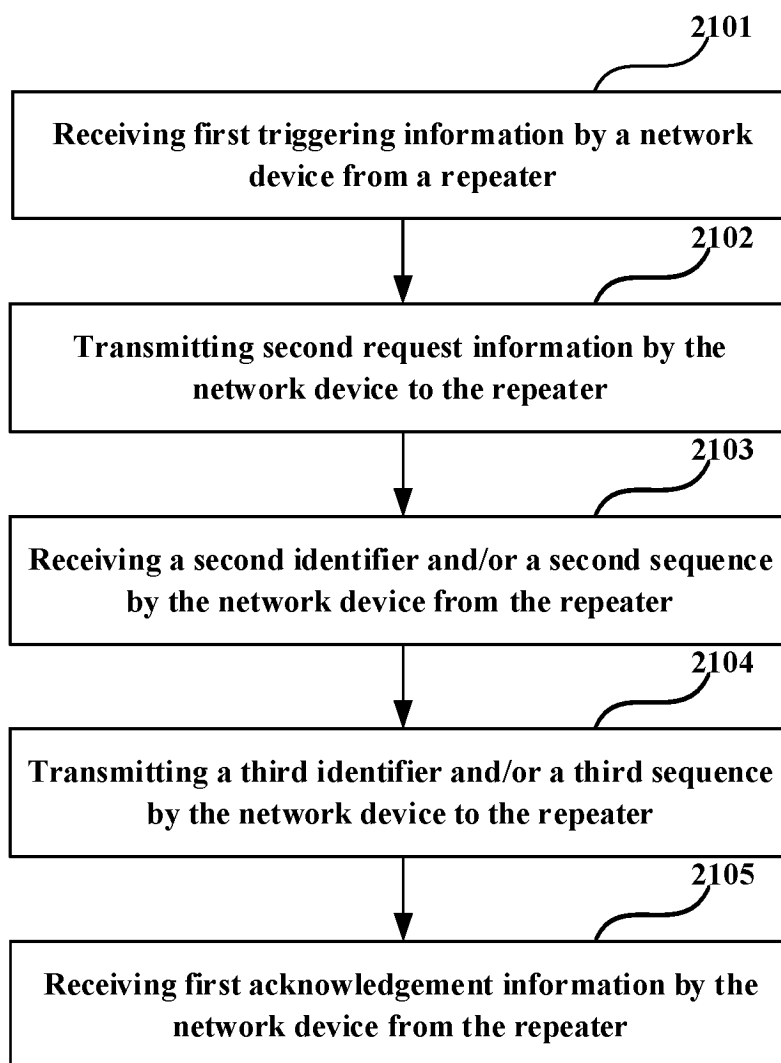 2101
Receiving first triggering information by a network
device from a repeater
2102
Transmitting second request information by the
network device to the repeater
2103
Receiving a second identifier and/or a second sequence
by the network device from the repeater
2104
Transmitting a third identifier and/or a third sequence
by the network device to the repeater
2105
Receiving first acknowledgement information by the
network device from the repeater